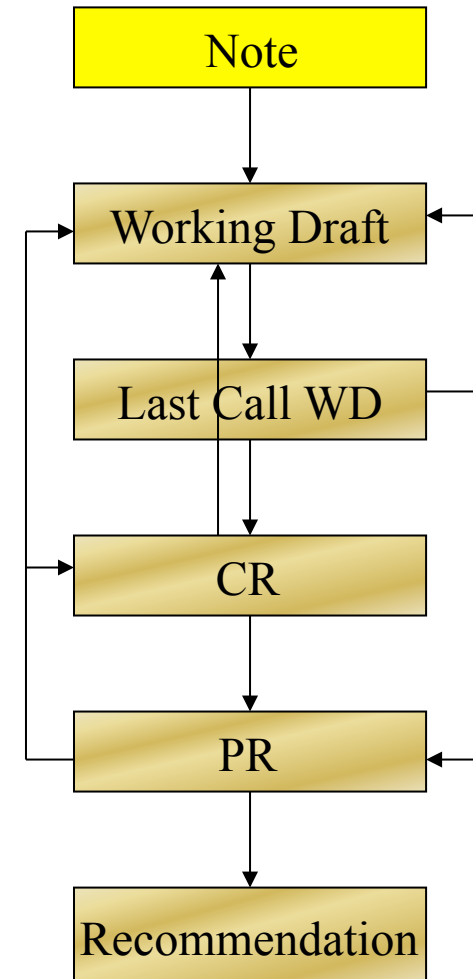 Note
Working Draft
Last Call WD
CR
PR
Recommendation